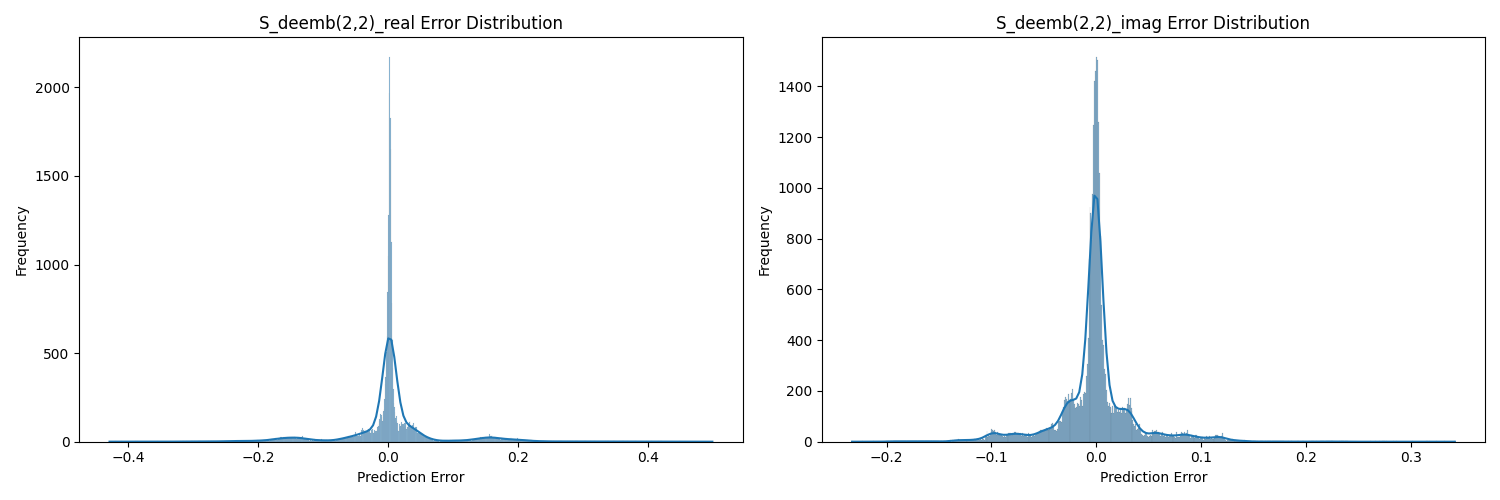 S_deemb(2,2)_real Error Distribution
2000
1500
1000
500
0
−0.4 −0.2 0.0 0.2 0.4
Prediction Error
Frequency
S_deemb(2,2)_imag Error Distribution
1400
1200
1000
800
600
400
200
0
−0.2 −0.1 0.0 0.1 0.2 0.3
Prediction Error
Frequency